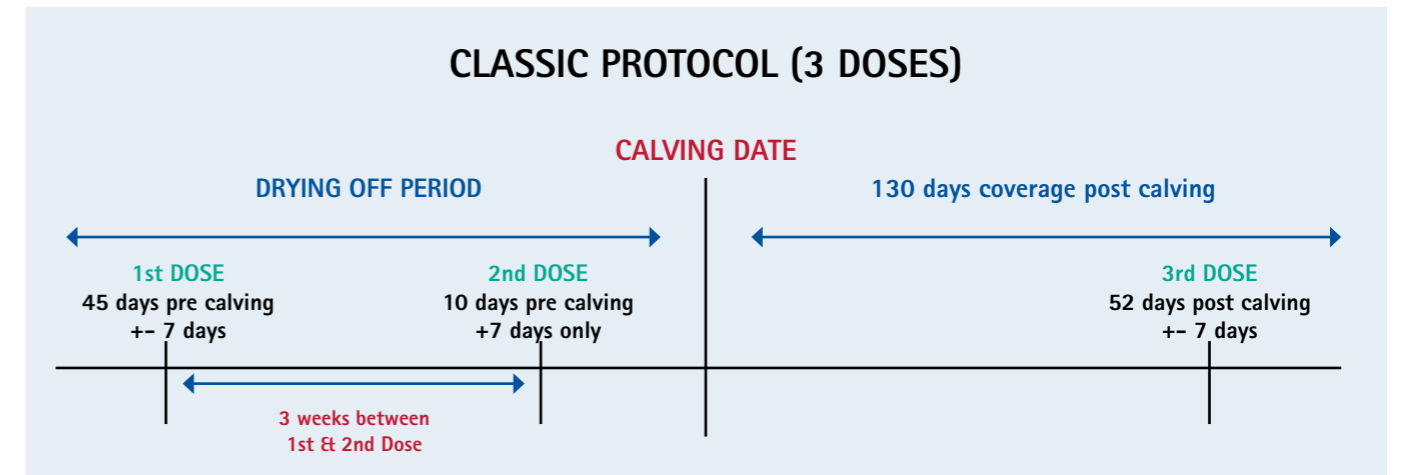 CLASSIC PROTOCOL (3 DOSES)
CALVING DATE
DRYING OFF PERIOD
130 days coverage post calving
1st DOSE
45 days pre calving
+- 7 days
2nd DOSE
10 days pre calving
+7 days only
3rd DOSE
52 days post calving
+- 7 days
3 weeks between
1st & 2nd Dose